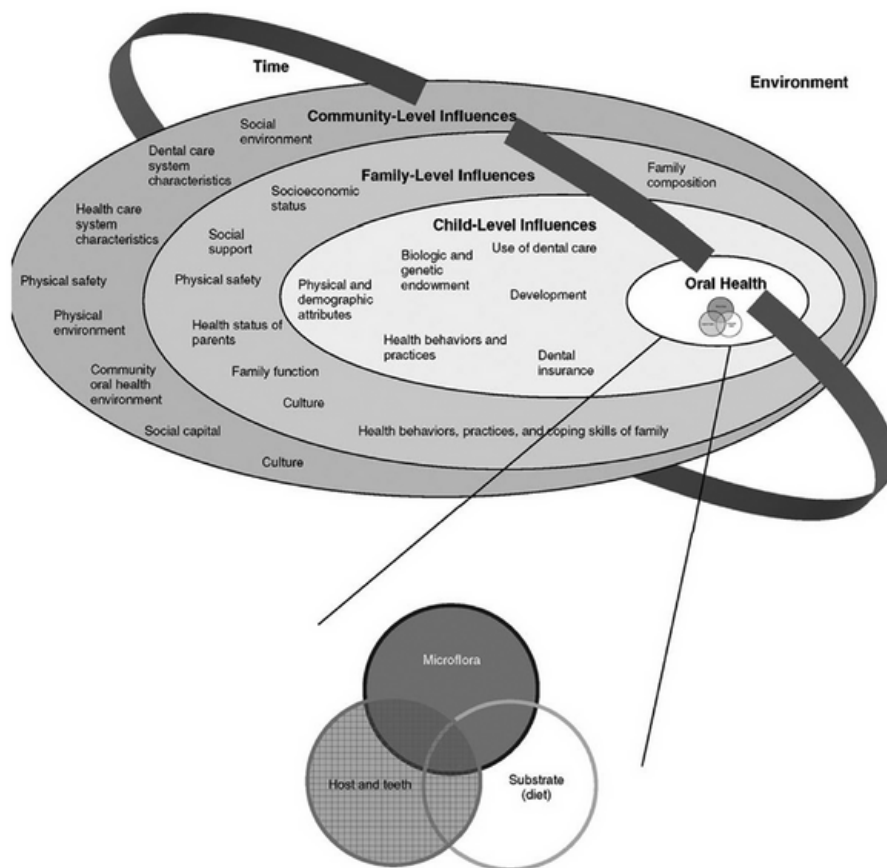 Time
Environment
Community-Level Influences
Social
environment
Dental care
system
characteristics
Health care
system
characteristics
Physical safety
Physical
environment
Community
oral health
environment
Social capital
Culture
Family-Level Influences
Family
composition
Socioeconomic
status
Social
support
Physical safety
Health status of
parents
Family function
Culture
Health behaviors, practices, and coping skills of family
Child-Level Influences
Biologic and
genetic
endowment
Use of dental care
Physical and
demographic
attributes
Development
Health behaviors and
practices
Dental
insurance
Oral Health
Microflora
Host and teeth
Substrate
(diet)